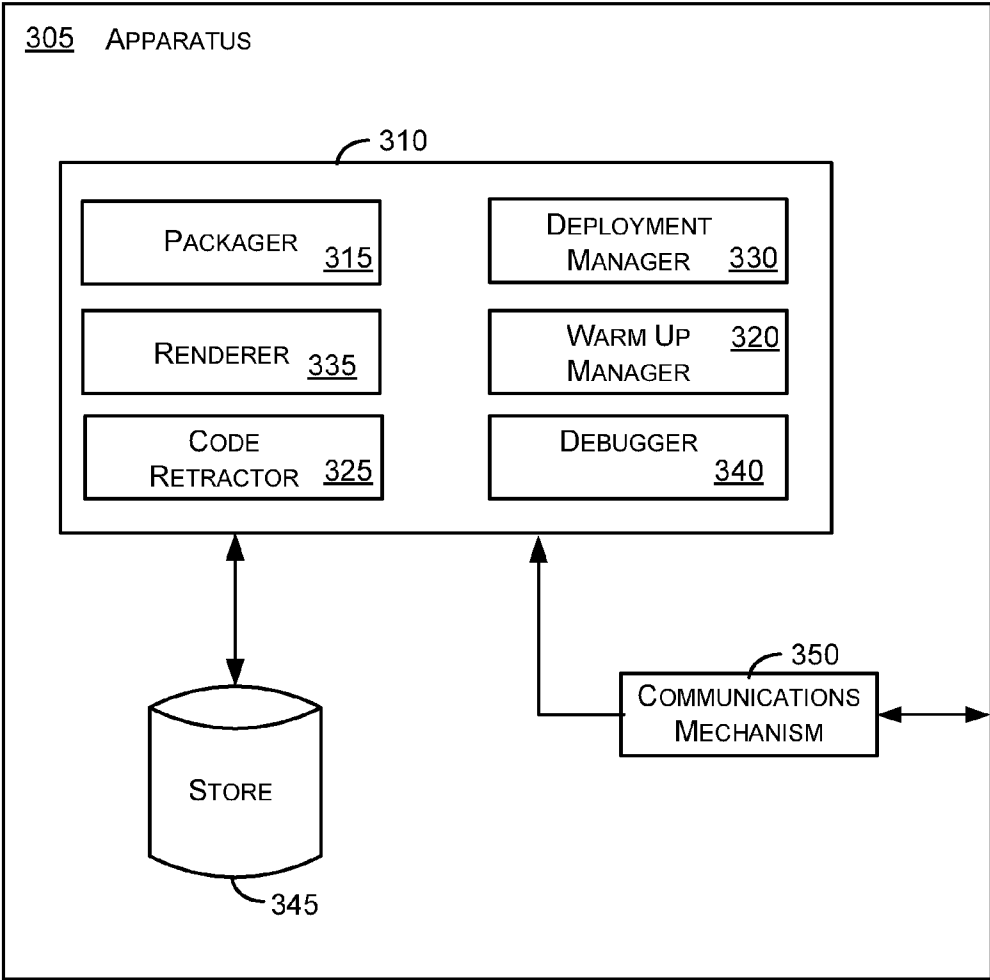 305 APPARATUS
310
PACKAGER 315
DEPLOYMENT
MANAGER 330
RENDERER 335
WARM UP 320
MANAGER
CODE
RETRACTOR 325
DEBUGGER
340
350
COMMUNICATIONS
MECHANISM
STORE
345